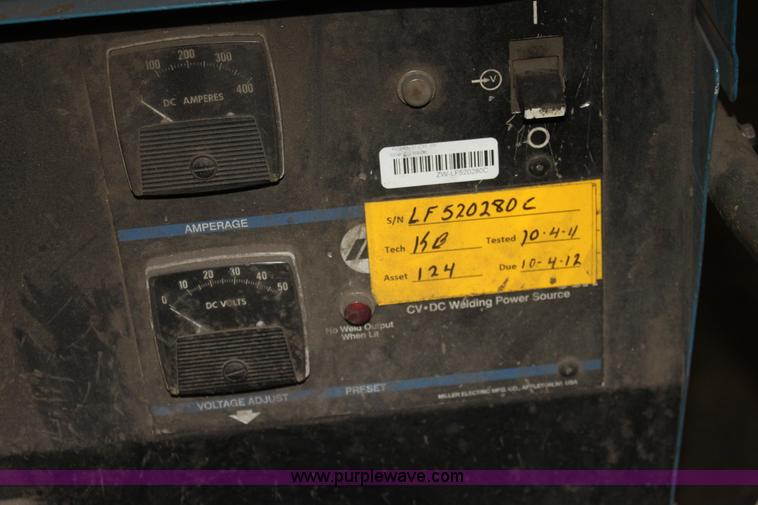 100 200 300 400
DC AMPERES
V
ZW-LF520280C
AMPERAGE
S/N LF520280C
Tech KB Tested 10-4-11
Asset 124 Due 10-4-12
0 10 20 30 40 50
DC VOLTS
CV•DC Welding Power Source
No Weld Output
When Lit
VOLTAGE ADJUST
PRESET
MILLER ELECTRIC MFG. CO., APPLETON, WI. USA
www.purplewave.com